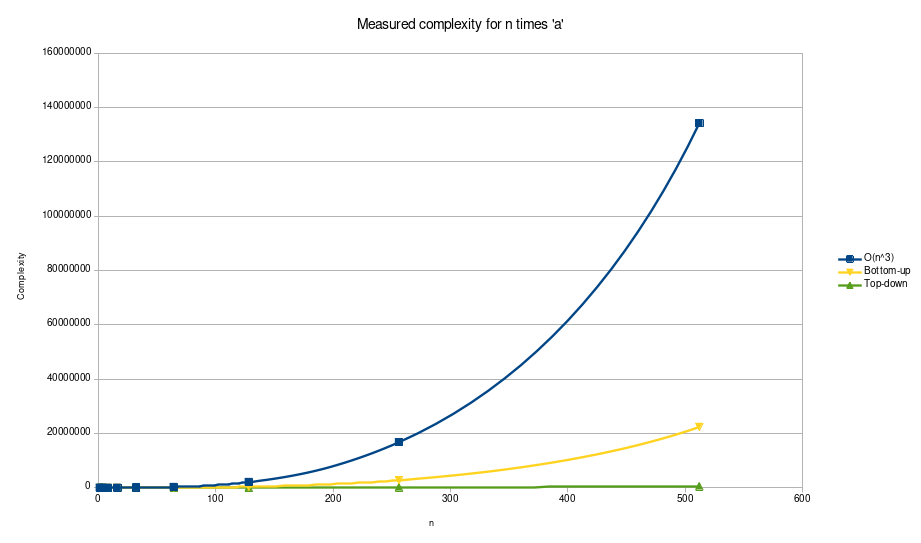 Measured complexity for n times 'a'
160000000
140000000
120000000
100000000
80000000
60000000
40000000
20000000
0
Complexity
0 100 200 300 400 500 600
n
O(n^3)
Bottom-up
Top-down